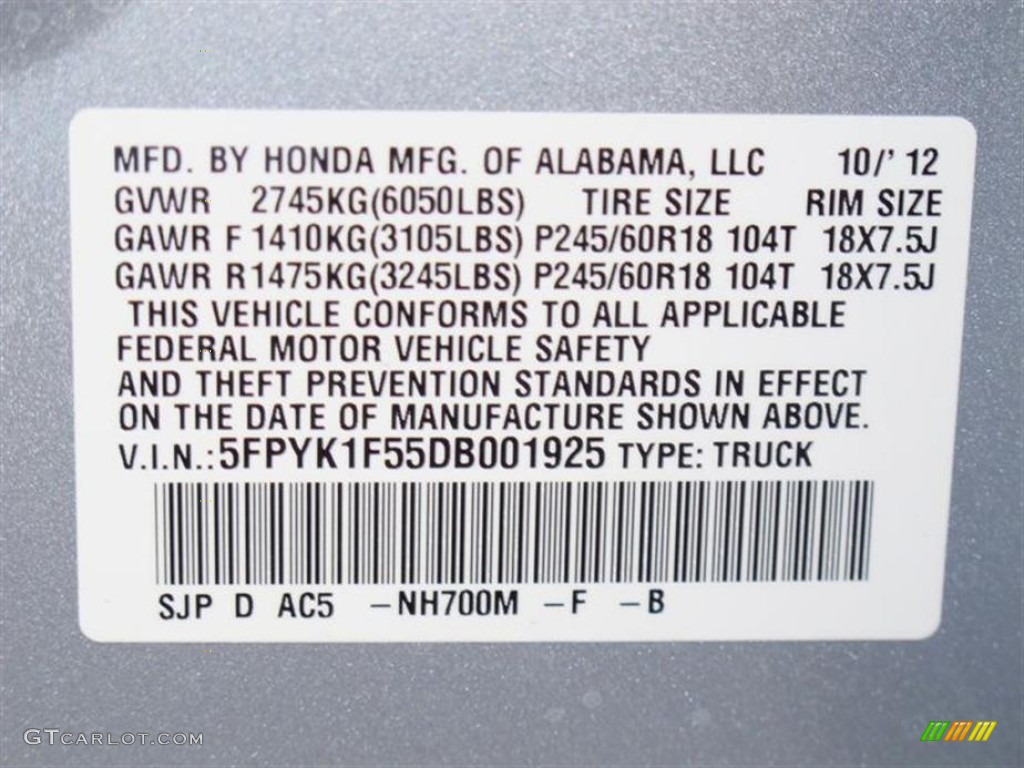 MFD. BY HONDA MFG. OF ALABAMA, LLC 10/' 12
GVWR 2745KG(6050LBS) TIRE SIZE RIM SIZE
GAWR F 1410KG(3105LBS) P245/60R18 104T 18X7.5J
GAWR R 1475KG(3245LBS) P245/60R18 104T 18X7.5J
THIS VEHICLE CONFORMS TO ALL APPLICABLE
FEDERAL MOTOR VEHICLE SAFETY
AND THEFT PREVENTION STANDARDS IN EFFECT
ON THE DATE OF MANUFACTURE SHOWN ABOVE.
V.I.N.: 5FPYK1F55DB001925 TYPE: TRUCK
SJP D AC5 –NH700M –F –B
GTCARLOT.COM